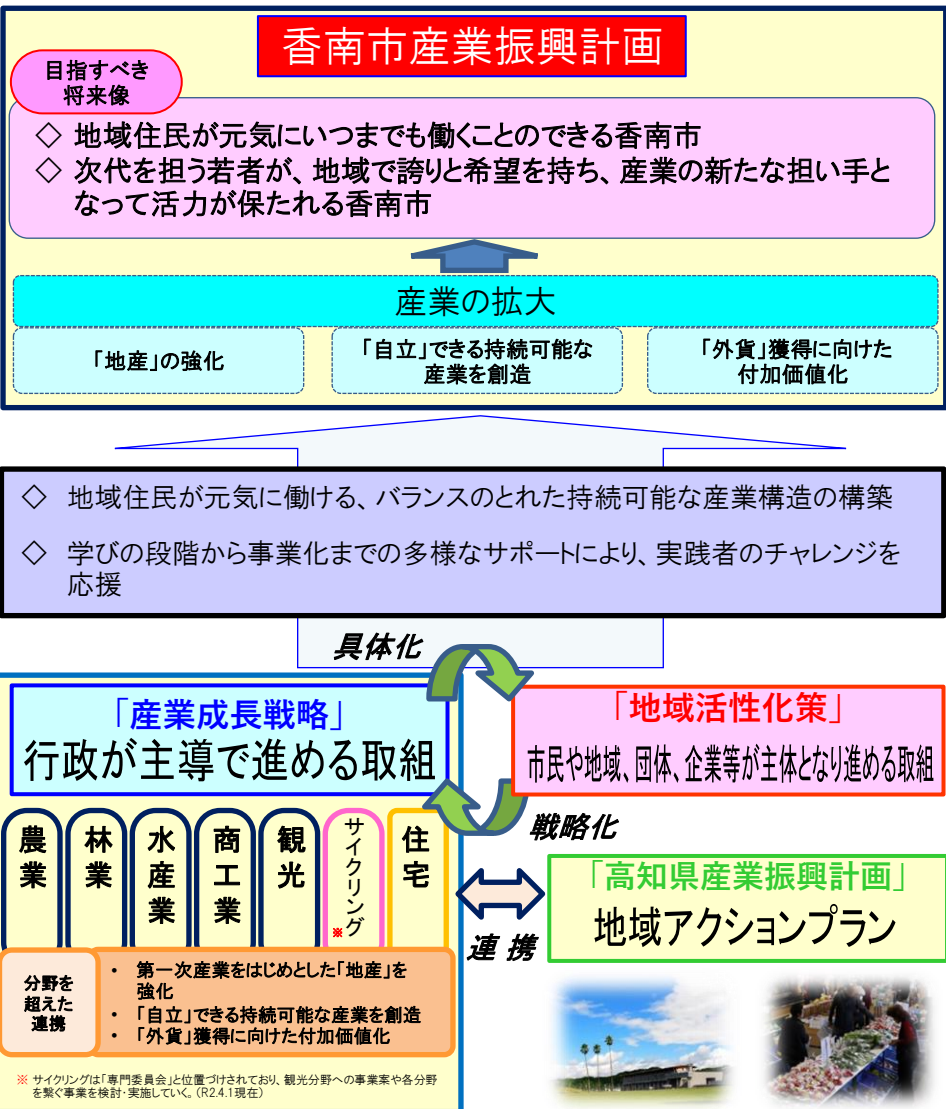 香南市産業振興計画
目指すべき
将来像
◇ 地域住民が元気にいつまでも働くことのできる香南市
◇ 次代を担う若者が、地域で誇りと希望を持ち、産業の新たな担い手と
なって活力が保たれる香南市
産業の拡大
「地産」の強化
「自立」できる持続可能な
産業を創造
「外貨」獲得に向けた
付加価値化
◇ 地域住民が元気に働ける、バランスのとれた持続可能な産業構造の構築
◇ 学びの段階から事業化までの多様なサポートにより、実践者のチャレンジを
応援
具体化
「産業成長戦略」
行政が主導で進める取組
「地域活性化策」
市民や地域、団体、企業等が主体となり進める取組
戦略化
農業
林業
水産業
商工業
観光
サイクリング※
住宅
連携
「高知県産業振興計画」
地域アクションプラン
分野を
超えた
連携
・ 第一次産業をはじめとした「地産」を
強化
・ 「自立」できる持続可能な産業を創造
・ 「外貨」獲得に向けた付加価値化
※ サイクリングは「専門委員会」と位置づけされており、観光分野への事業案や各分野
を繋ぐ事業を検討・実施していく。(R2.4.1現在)